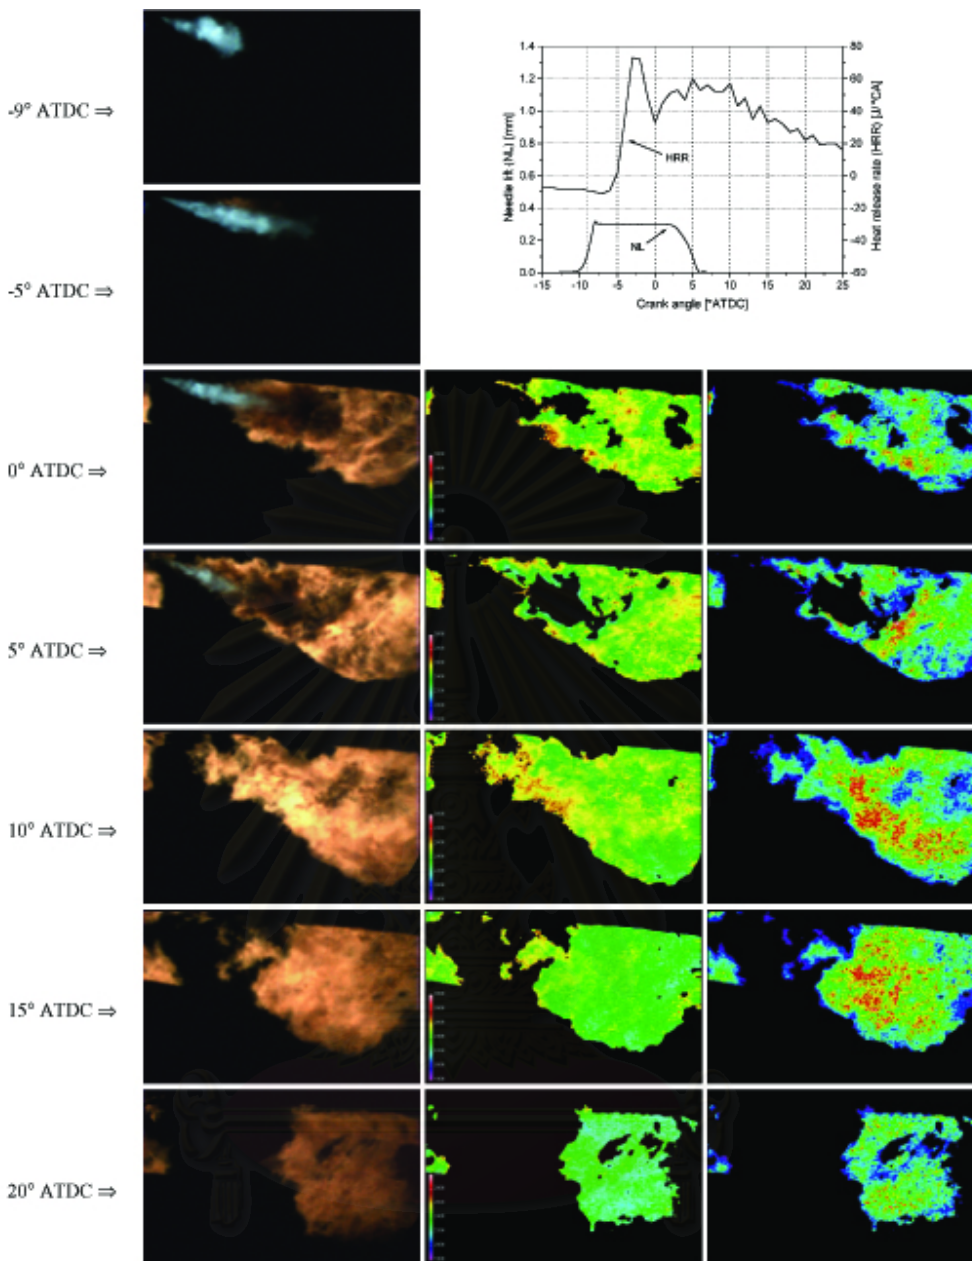 -9° ATDC ⇒
-5° ATDC ⇒
0° ATDC ⇒
5° ATDC ⇒
10° ATDC ⇒
15° ATDC ⇒
20° ATDC ⇒
1.4
1.2
1.0
0.8
0.6
0.4
0.2
0.0
Needle lift (NL) [mm]
80
60
40
20
0
-20
-40
-60
Heat release rate (HRR) [J/°CA]
HRR
NL
-15 -10 -5 0 5 10 15 20 25
Crank angle [°ATDC]